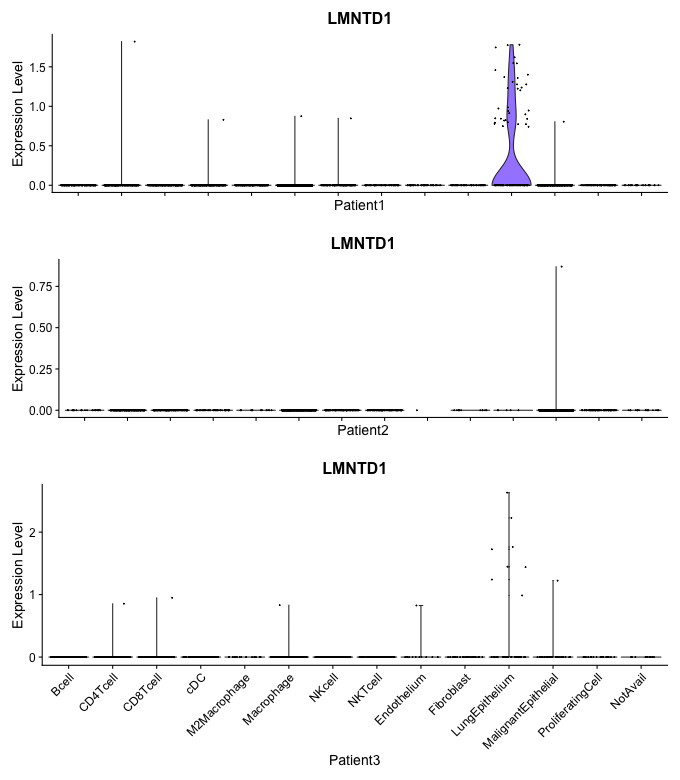 LMNTD1
Expression Level
1.5
1.0
0.5
0.0
Patient1
LMNTD1
Expression Level
0.75
0.50
0.25
0.00
Patient2
LMNTD1
Expression Level
2
1
0
Bcell
CD4Tcell
CD8Tcell
cDC
M2Macrophage
Macrophage
NKcell
NKTcell
Endothelium
Fibroblast
LungEpithelium
MalignantEpithelial
ProliferatingCell
NotAvail
Patient3